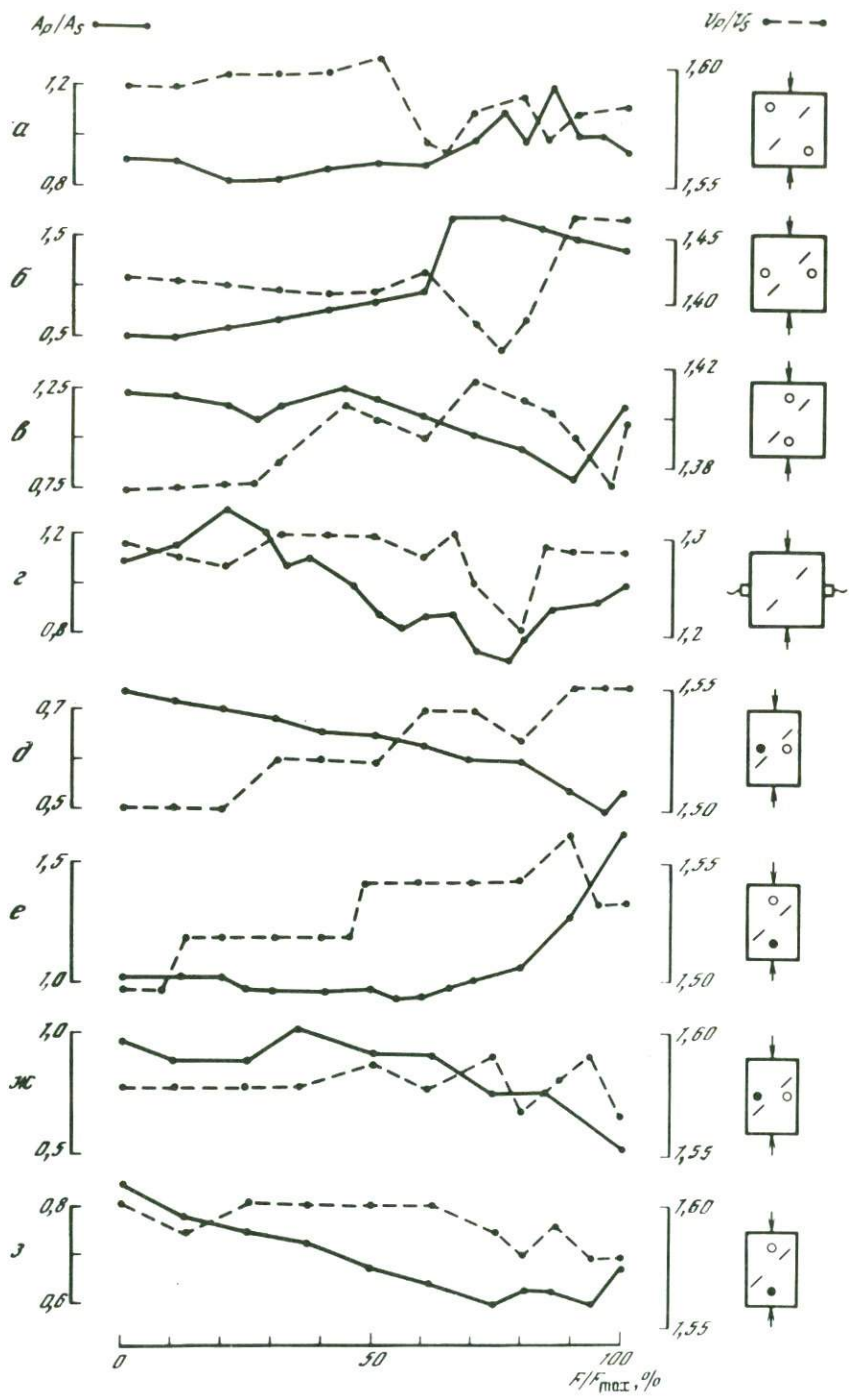 Ap/As υp/υs
1,2 1,60
а
0,8 1,55
1,5 1,45
б
0,5 1,40
1,25 1,42
в
0,75 1,38
1,2 1,3
г
0,8 1,2
0,7 1,55
д
0,5 1,50
1,5 1,55
е
1,0 1,50
1,0 1,60
ж
0,5 1,55
0,8 1,60
з
0,6 1,55
0 50 100
F/Fmax, %